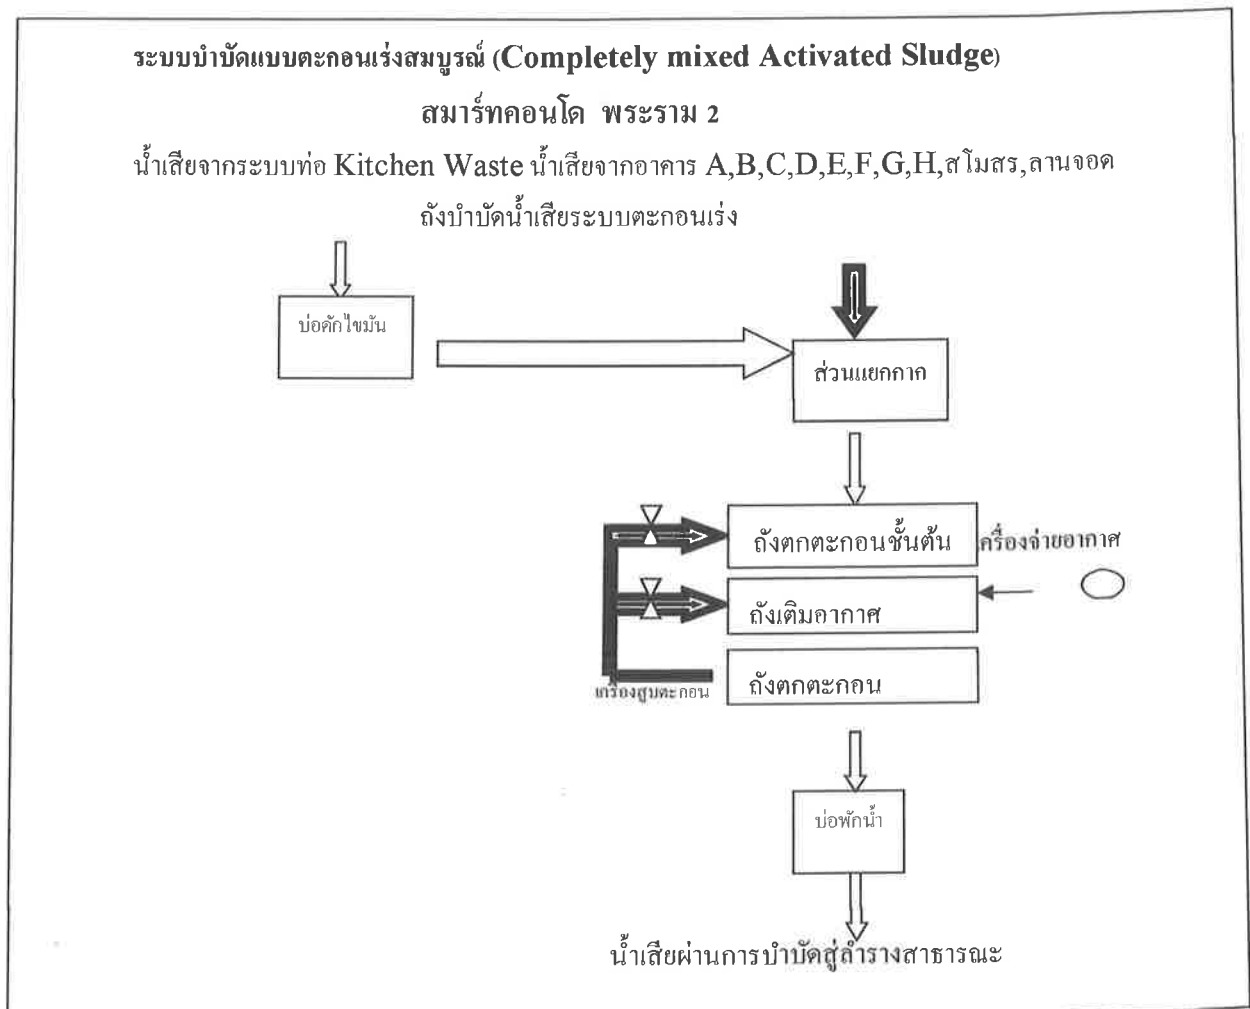 ระบบบำบัดแบบตะกอนเร่งสมบูรณ์ (Completely mixed Activated Sludge)
สมาร์ทคอนโด พระราม 2
น้ำเสียจากระบบท่อ Kitchen Waste น้ำเสียจากอาคาร A,B,C,D,E,F,G,H,สโมสร,ลานจอด
ถังบำบัดน้ำเสียระบบตะกอนเร่ง
บ่อดักไขมัน
ส่วนแยกกาก
ถังตกตะกอนชั้นต้น
ครื่องจ่ายอากาศ
ถังเติมอากาศ
ถังตกตะกอน
เครื่องสูบตะกอน
บ่อพักน้ำ
น้ำเสียผ่านการบำบัดสู่ลำรางสาธารณะ